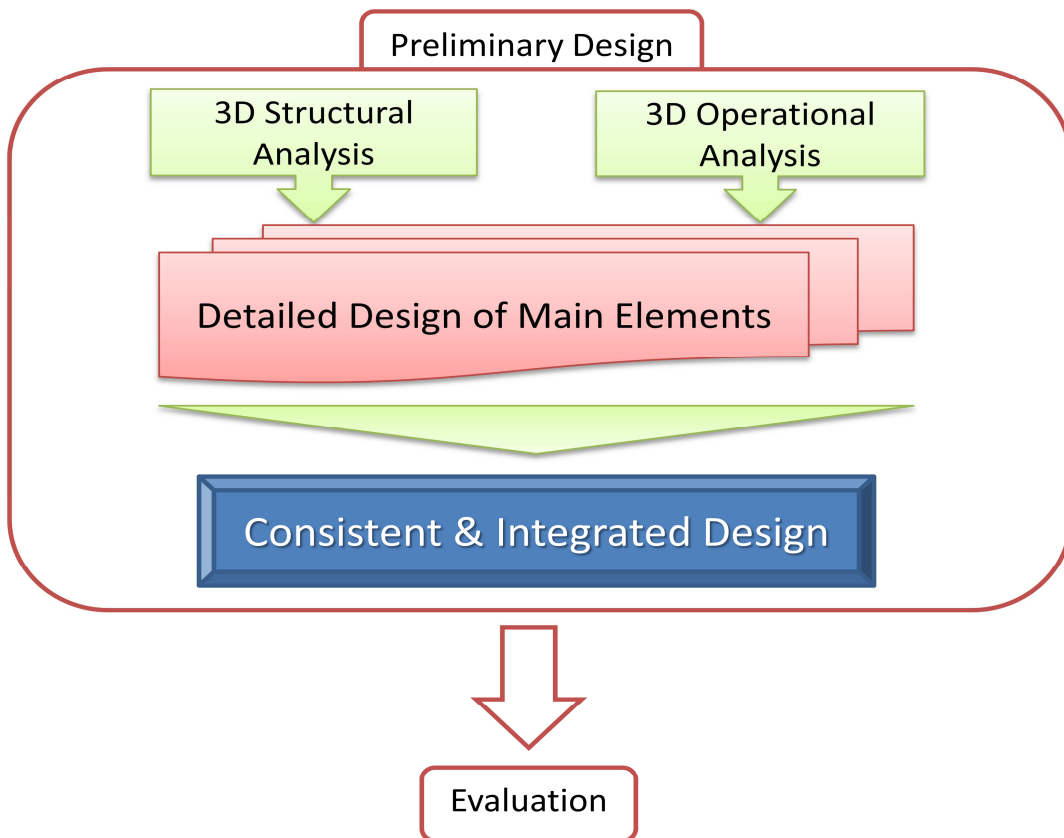 Preliminary Design
3D Structural
Analysis
3D Operational
Analysis
Detailed Design of Main Elements
Consistent & Integrated Design
Evaluation